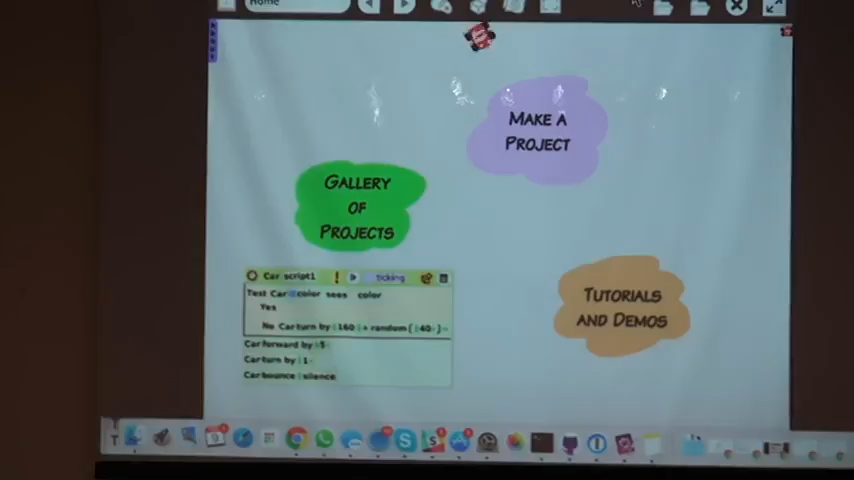 Home
MAKE A
PROJECT
GALLERY
OF
PROJECTS
Car script1 ! ticking
Test Car color sees color
Yes
No Car turn by 160 + random( 40 )
TUTORIALS
AND DEMOS
Car forward by 5
Car turn by 1
Car bounce silence